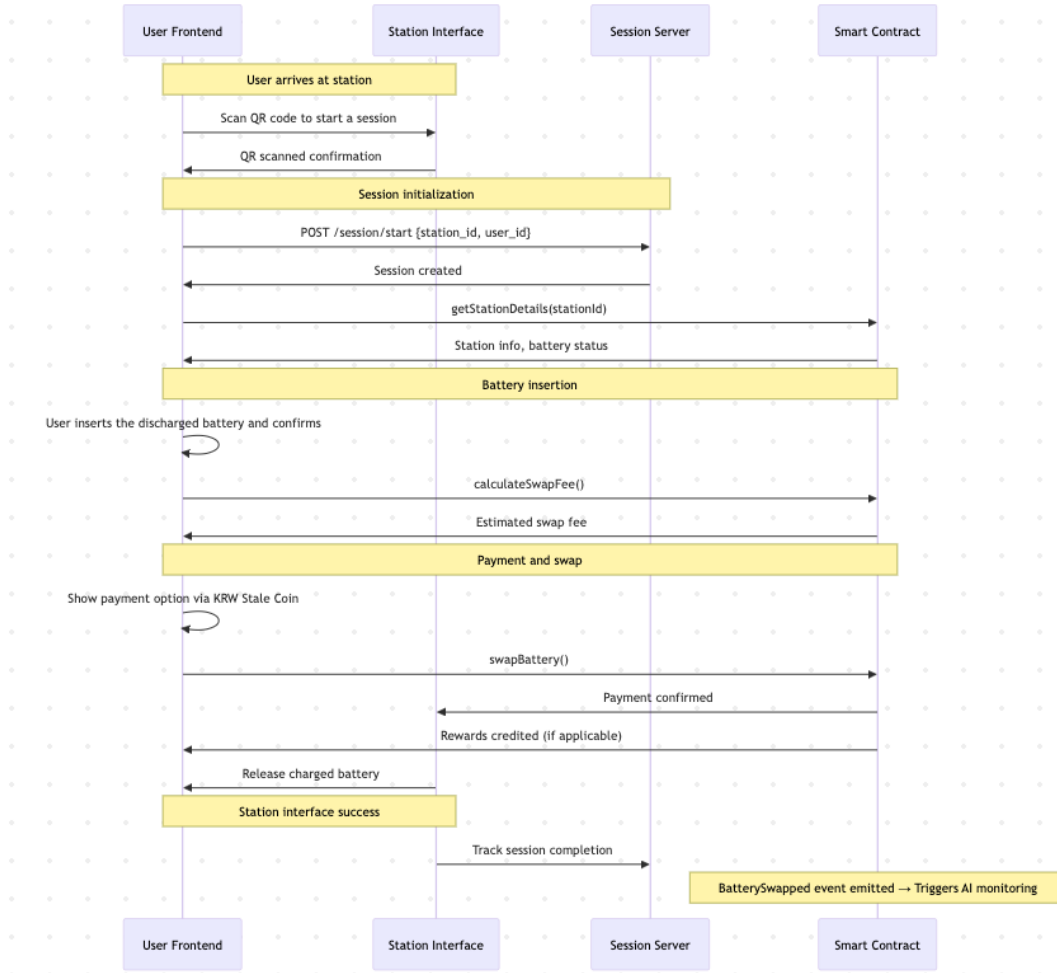 User Frontend
Station Interface
Session Server
Smart Contract
User arrives at station
Scan QR code to start a session
QR scanned confirmation
Session initialization
POST /session/start {station_id, user_id}
Session created
getStationDetails(stationId)
Station info, battery status
Battery insertion
User inserts the discharged battery and confirms
calculateSwapFee()
Estimated swap fee
Payment and swap
Show payment option via KRW Stale Coin
swapBattery()
Payment confirmed
Rewards credited (if applicable)
Release charged battery
Station interface success
Track session completion
BatterySwapped event emitted → Triggers AI monitoring
User Frontend
Station Interface
Session Server
Smart Contract